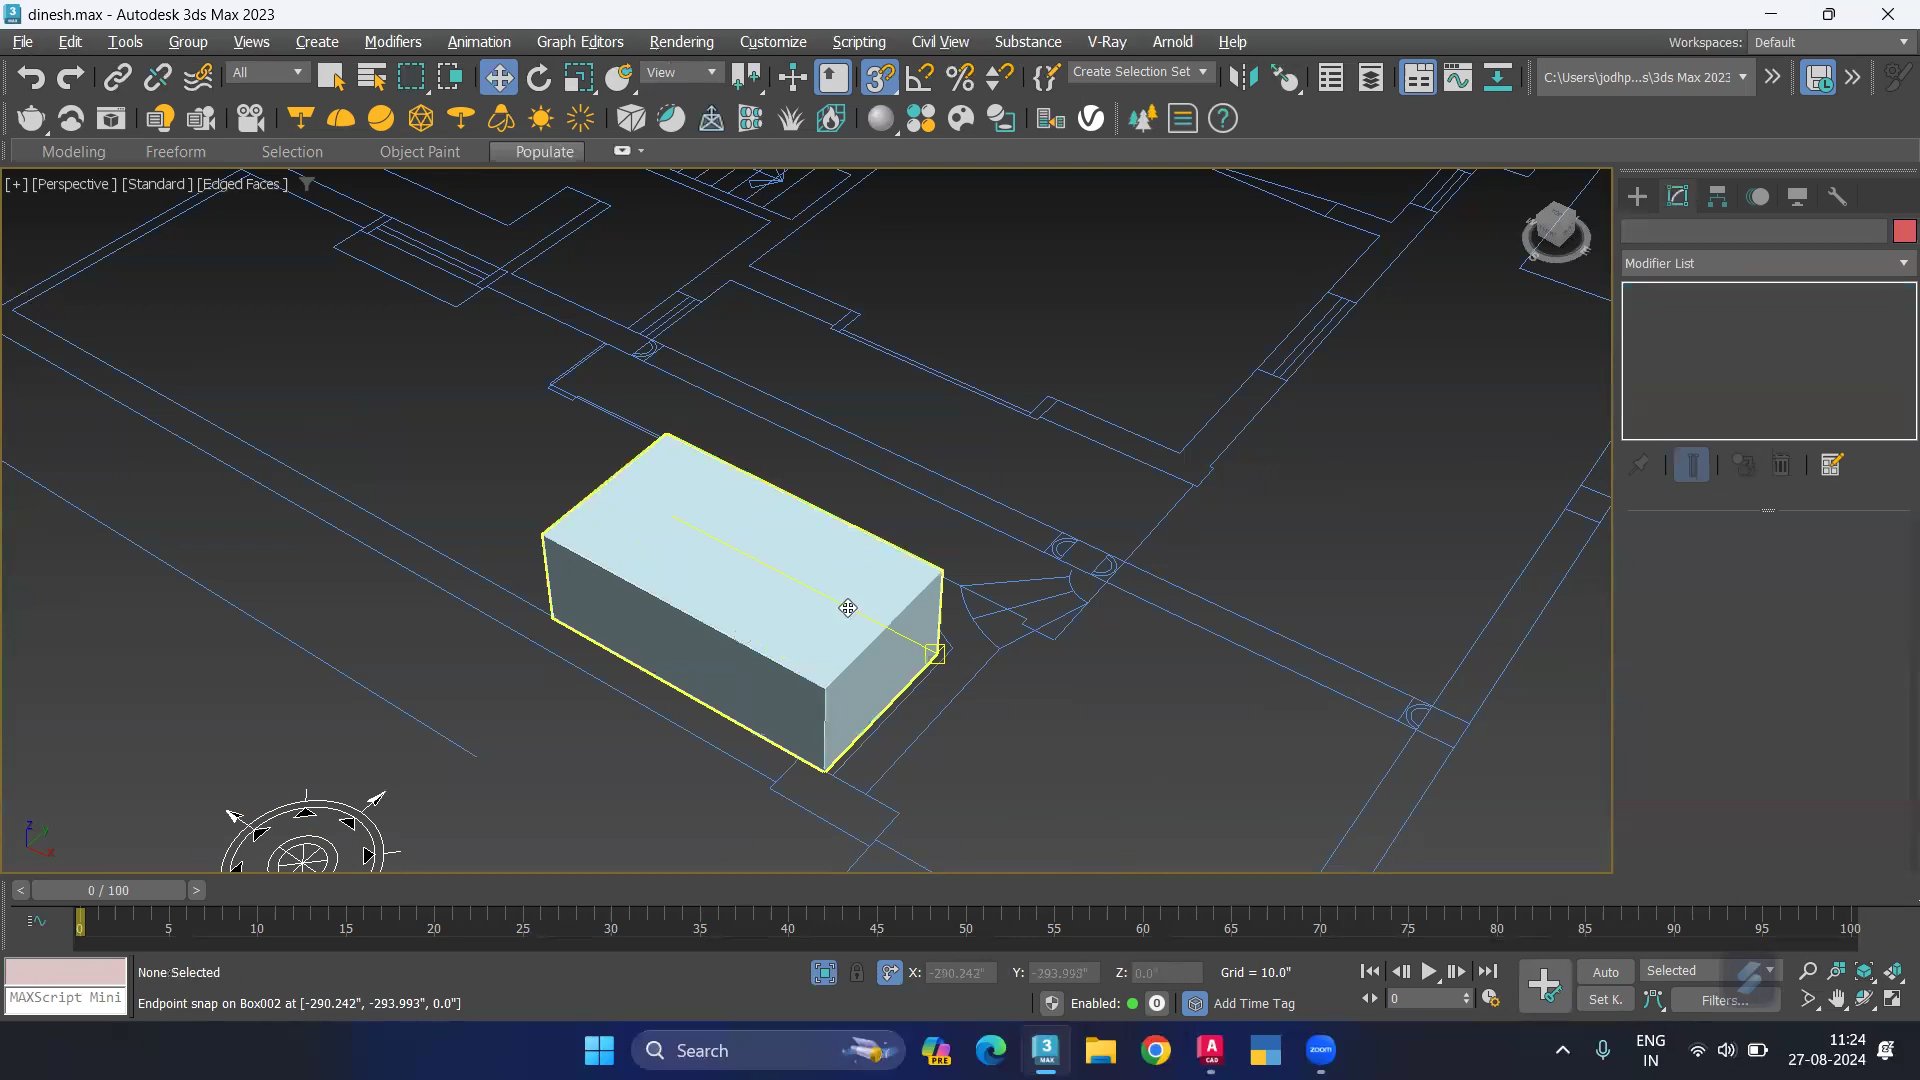 dinesh.max - Autodesk 3ds Max 2023
File Edit Tools Group Views Create Modifiers Animation Graph Editors Rendering Customize Scripting Civil View Substance V-Ray Arnold Help Workspaces: Default
All View Create Selection Set C:\Users\jodhp...s\3ds Max 2023
Modeling Freeform Selection Object Paint Populate
[+] [Perspective ] [Standard ] [Edged Faces ]
Modifier List
0 / 100
0 5 10 15 20 25 30 35 40 45 50 55 60 65 70 75 80 85 90 95 100
None Selected X: -290.242" Y: -293.993" Z: 0.0" Grid = 10.0" Auto Selected
MAXScript Mini Endpoint snap on Box002 at [-290.242", -293.993", 0.0"] Enabled: 0 Add Time Tag 0 Set K. Filters...
Search PRE 3 MAX A CAD zoom ENG IN 11:24 27-08-2024